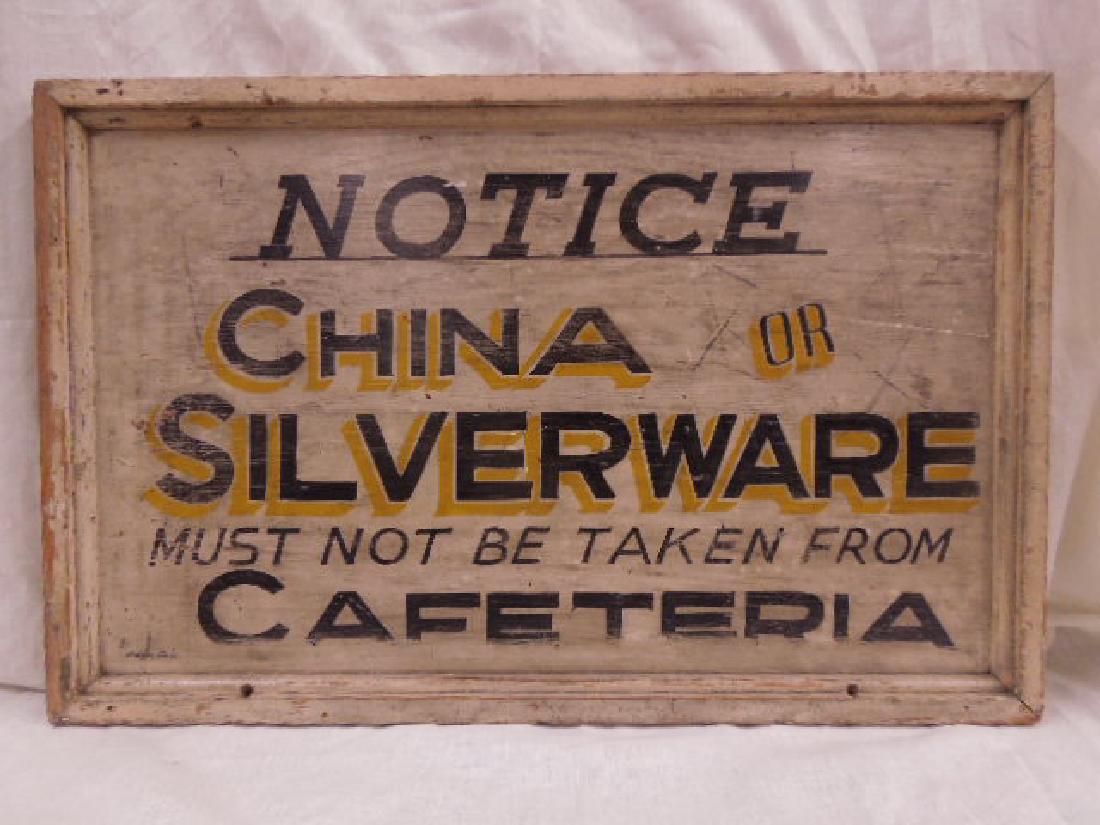 NOTICE
CHINA OR
SILVERWARE
MUST NOT BE TAKEN FROM
CAFETERIA